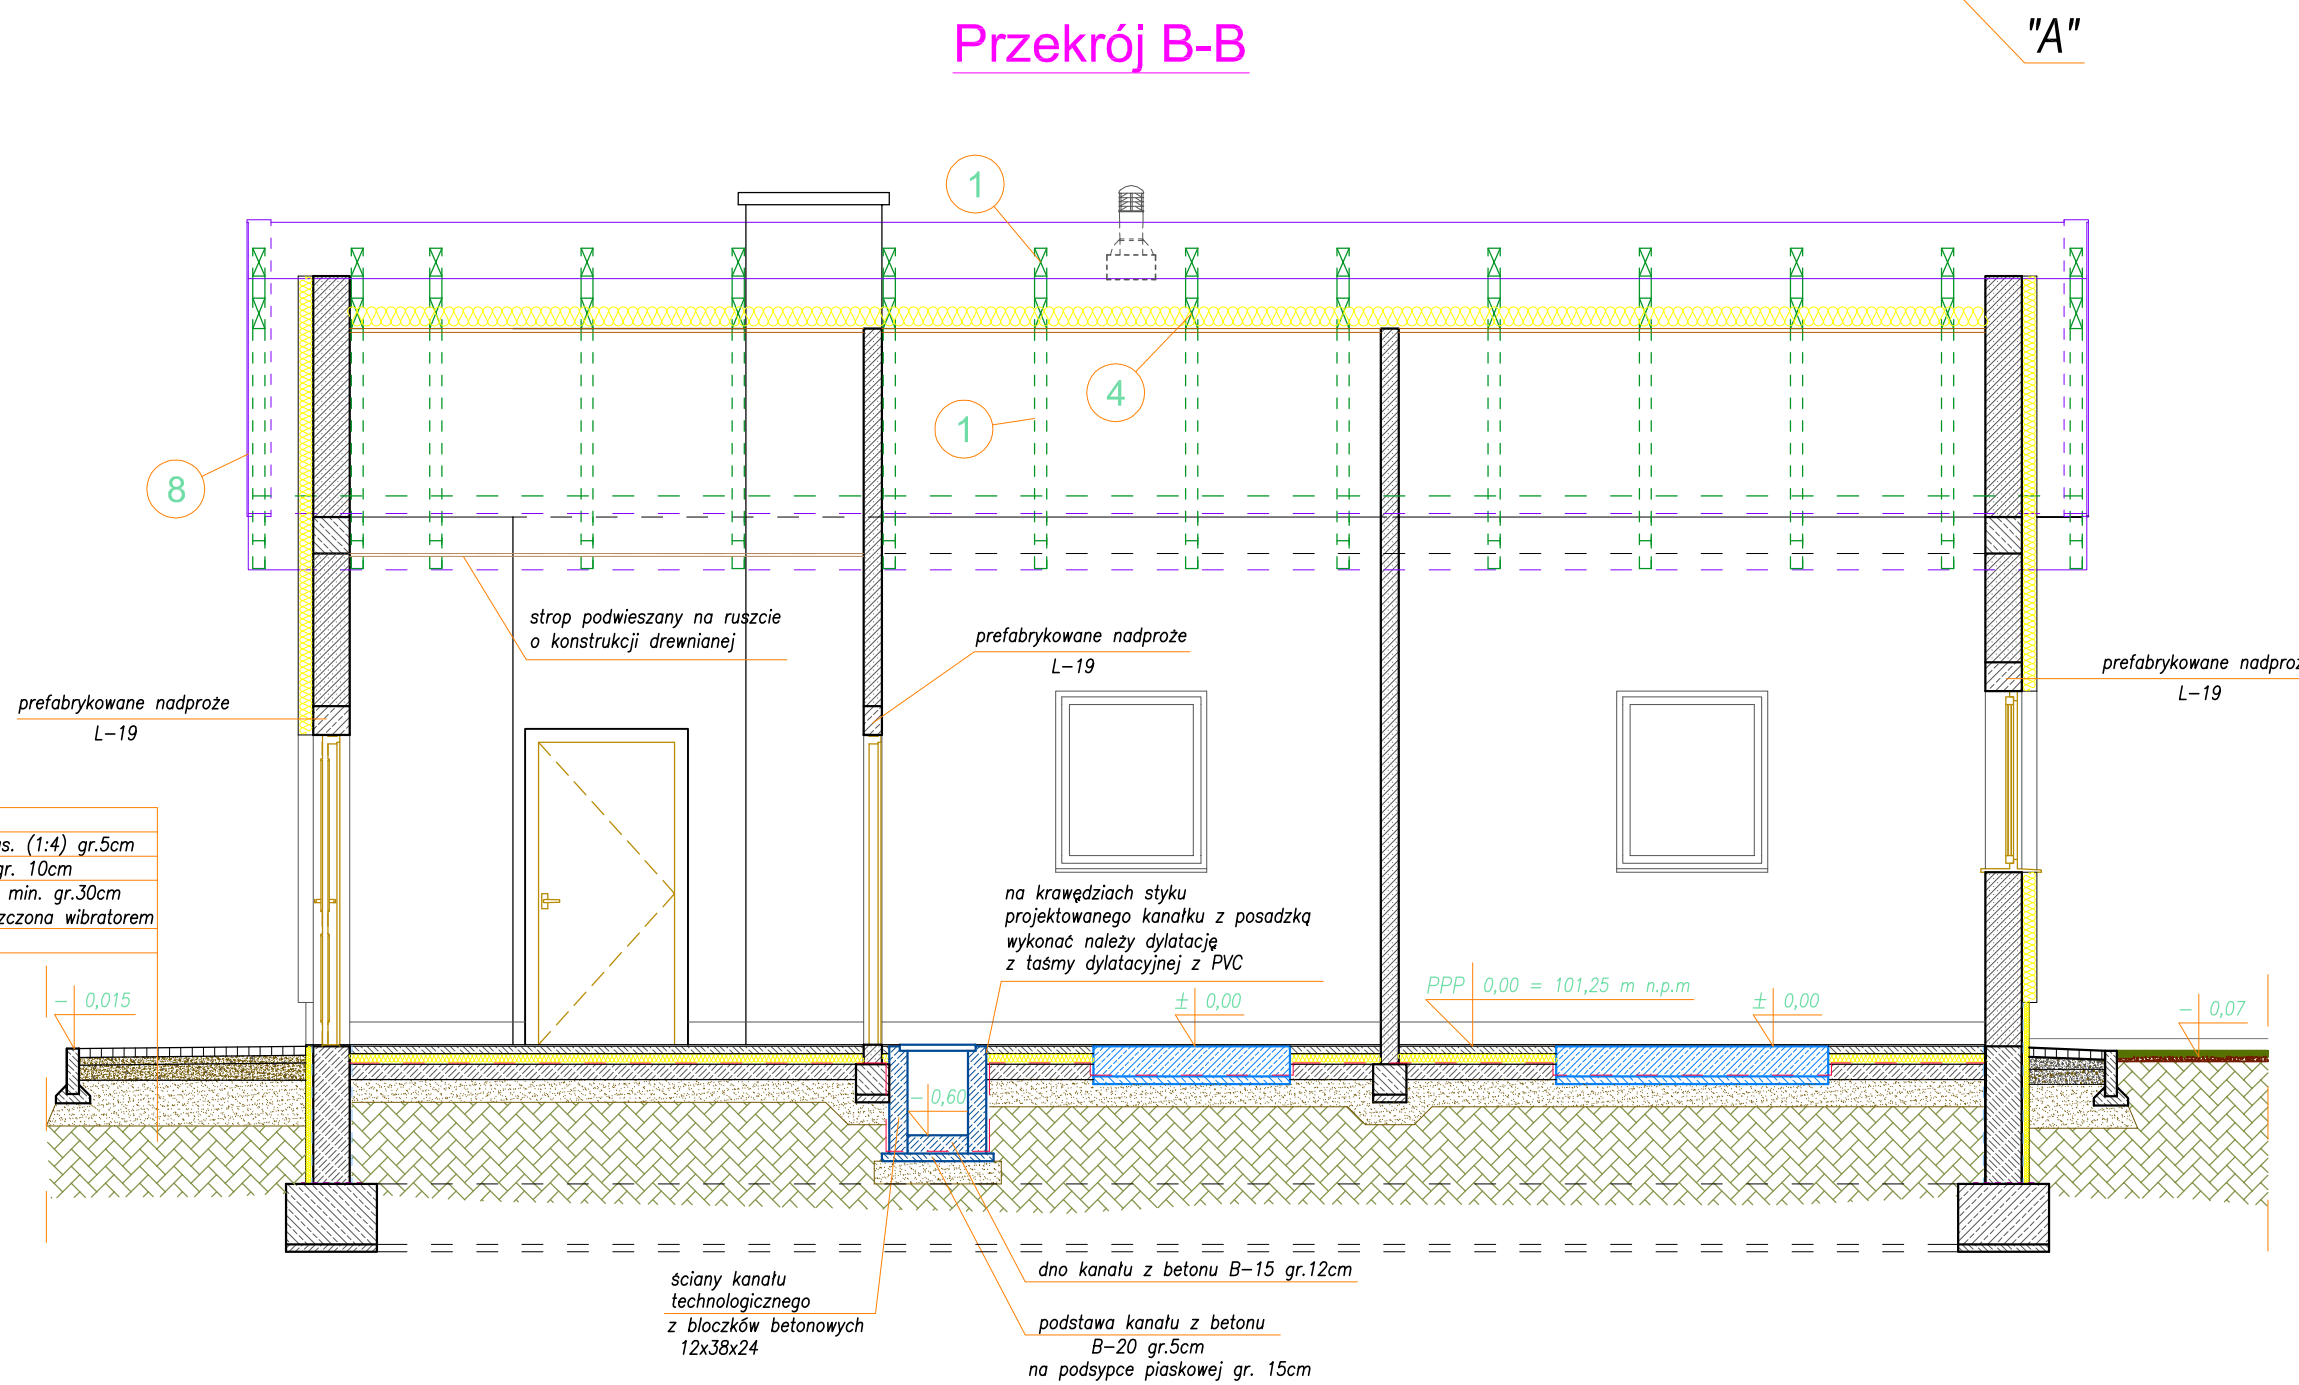 Przekrój B-B
"A"
1
4
1
8
strop podwieszany na ruszcie
o konstrukcji drewnianej
prefabrykowane nadproże
L-19
prefabrykowane nadproże
L-19
prefabrykowane
L-19
(1:4) gr.5cm
gr. 10cm
min. gr.30cm
wibratorem
na krawędziach styku
projektowanego kanałku z posadzką
wykonać należy dylatację
z taśmy dylatacyjnej z PVC
- 0,015
± 0,00
PPP 0,00 = 101,25 m n.p.m
± 0,00
- 0,07
- 0,60
ściany kanału
technologicznego
z bloczków betonowych
12x38x24
dno kanału z betonu B-15 gr.12cm
podstawa kanału z betonu
B-20 gr.5cm
na podsypce piaskowej gr. 15cm